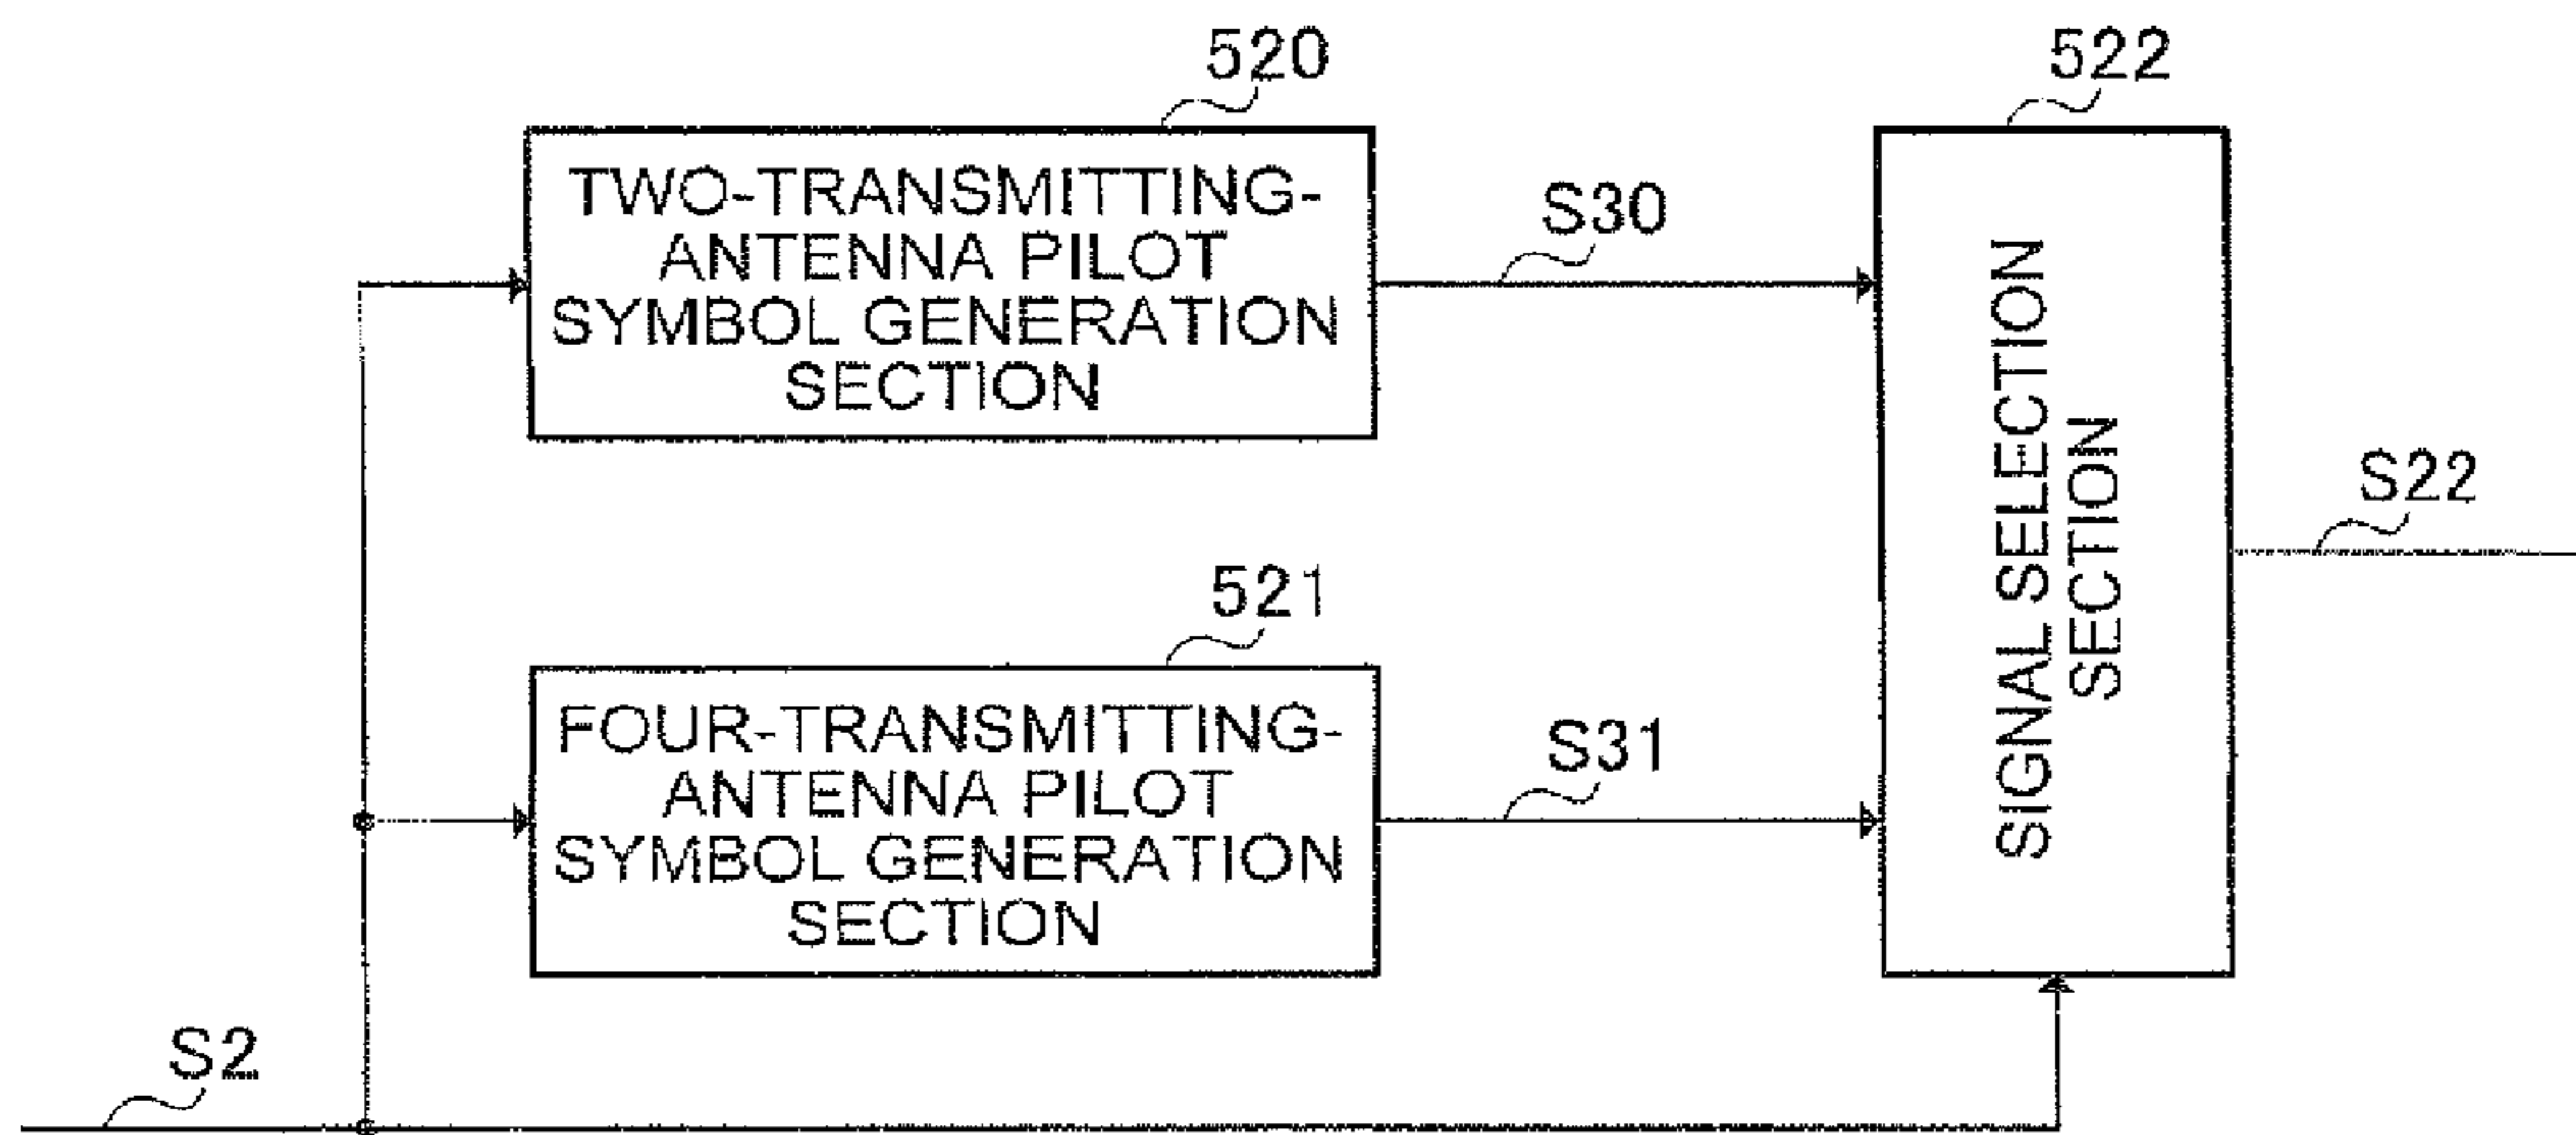 520
522
TWO-TRANSMITTING-
ANTENNA PILOT
SYMBOL GENERATION
SECTION
S30
SIGNAL SELECTION
SECTION
S22
521
FOUR-TRANSMITTING-
ANTENNA PILOT
SYMBOL GENERATION
SECTION
S31
S2